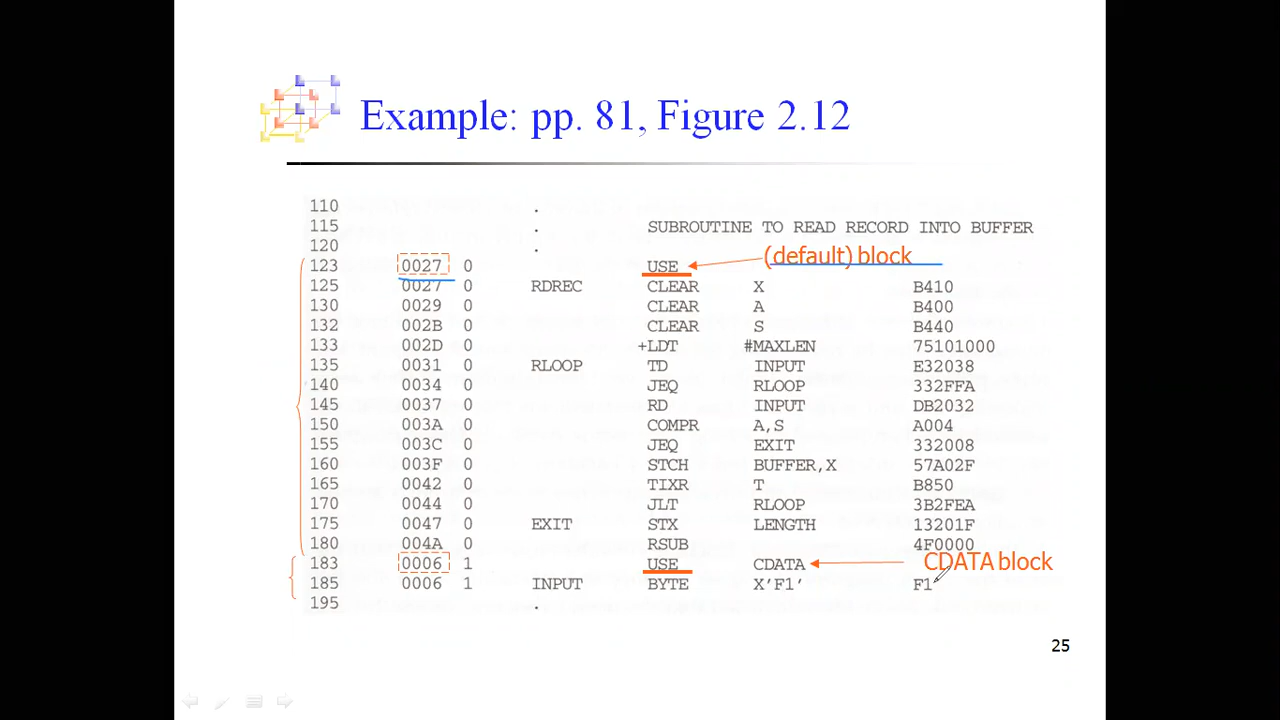 Example: pp. 81, Figure 2.12
110 .
115 . SUBROUTINE TO READ RECORD INTO BUFFER
120 .
(default) block
123 0027 0 USE
125 0027 0 RDREC CLEAR X B410
130 0029 0 CLEAR A B400
132 002B 0 CLEAR S B440
133 002D 0 +LDT #MAXLEN 75101000
135 0031 0 RLOOP TD INPUT E32038
140 0034 0 JEQ RLOOP 332FFA
145 0037 0 RD INPUT DB2032
150 003A 0 COMPR A,S A004
155 003C 0 JEQ EXIT 332008
160 003F 0 STCH BUFFER,X 57A02F
165 0042 0 TIXR T B850
170 0044 0 JLT RLOOP 3B2FEA
175 0047 0 EXIT STX LENGTH 13201F
180 004A 0 RSUB 4F0000
183 0006 1 USE CDATA CDATA block
185 0006 1 INPUT BYTE X'F1' F1
195 .
25